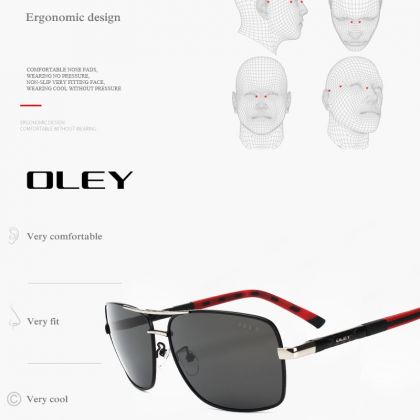 Ergonomic design
COMFORTABLE NOSE PADS,
WEARING NO PRESSURE,
NON-SLIP VERY FITTING FACE,
WEARING COOL WITHOUT PRESSURE
ERGONOMIC DESIGN
COMFORTABLE WITHOUT WEARING
OLEY
Very comfortable
Very fit
OLEY
Very cool